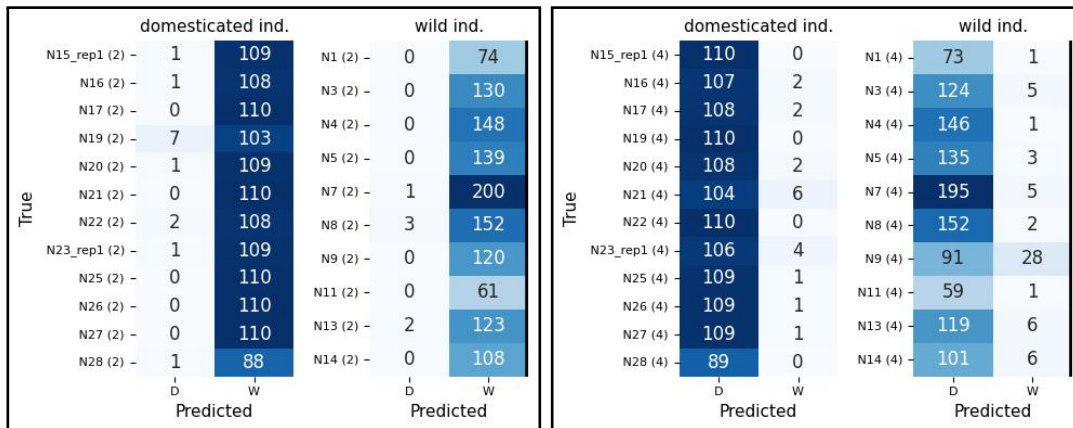 domesticated ind. wild ind.
True
N15_rep1 (2) 1 109
N16 (2) 1 108
N17 (2) 0 110
N19 (2) 7 103
N20 (2) 1 109
N21 (2) 0 110
N22 (2) 2 108
N23_rep1 (2) 1 109
N25 (2) 0 110
N26 (2) 0 110
N27 (2) 0 110
N28 (2) 1 88
D W
Predicted
N1 (2) 0 74
N3 (2) 0 130
N4 (2) 0 148
N5 (2) 0 139
N7 (2) 1 200
N8 (2) 3 152
N9 (2) 0 120
N11 (2) 0 61
N13 (2) 2 123
N14 (2) 0 108
D W
Predicted
domesticated ind. wild ind.
True
N15_rep1 (4) 110 0
N16 (4) 107 2
N17 (4) 108 2
N19 (4) 110 0
N20 (4) 108 2
N21 (4) 104 6
N22 (4) 110 0
N23_rep1 (4) 106 4
N25 (4) 109 1
N26 (4) 109 1
N27 (4) 109 1
N28 (4) 89 0
D W
Predicted
N1 (4) 73 1
N3 (4) 124 5
N4 (4) 146 1
N5 (4) 135 3
N7 (4) 195 5
N8 (4) 152 2
N9 (4) 91 28
N11 (4) 59 1
N13 (4) 119 6
N14 (4) 101 6
D W
Predicted